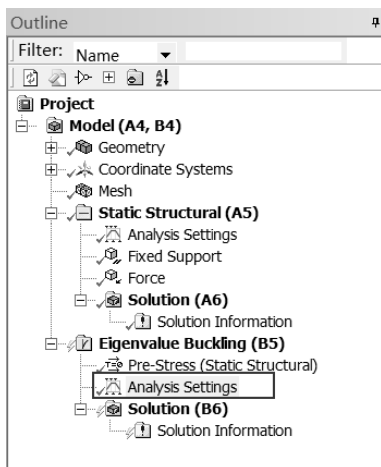 Outline
Filter: Name
Project
Model (A4, B4)
Geometry
Coordinate Systems
Mesh
Static Structural (A5)
Analysis Settings
Fixed Support
Force
Solution (A6)
Solution Information
Eigenvalue Buckling (B5)
Pre-Stress (Static Structural)
Analysis Settings
Solution (B6)
Solution Information